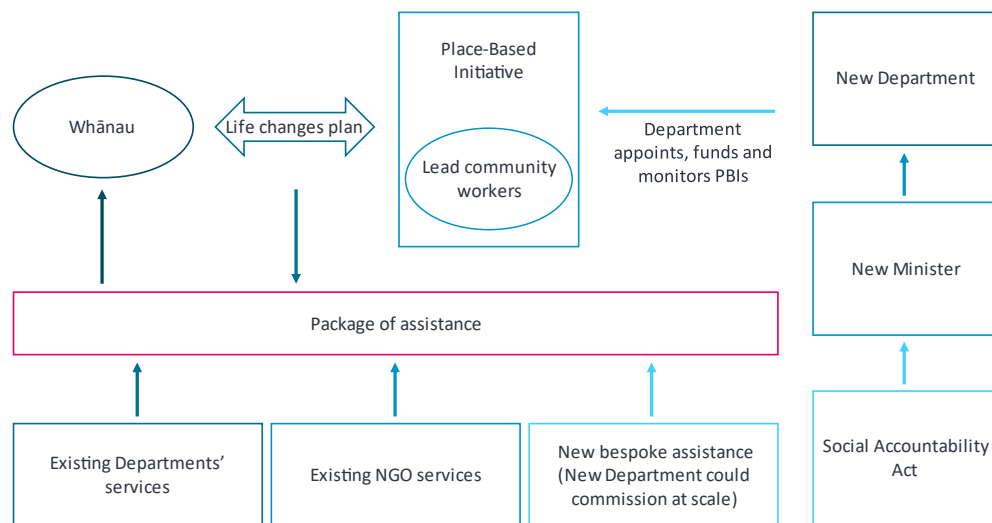 Place-Based
Initiative
New Department
Whānau
Life changes plan
Department
appoints, funds and
monitors PBIs
Lead community
workers
New Minister
Package of assistance
Existing Departments’
services
Existing NGO services
New bespoke assistance
(New Department could
commission at scale)
Social Accountability
Act